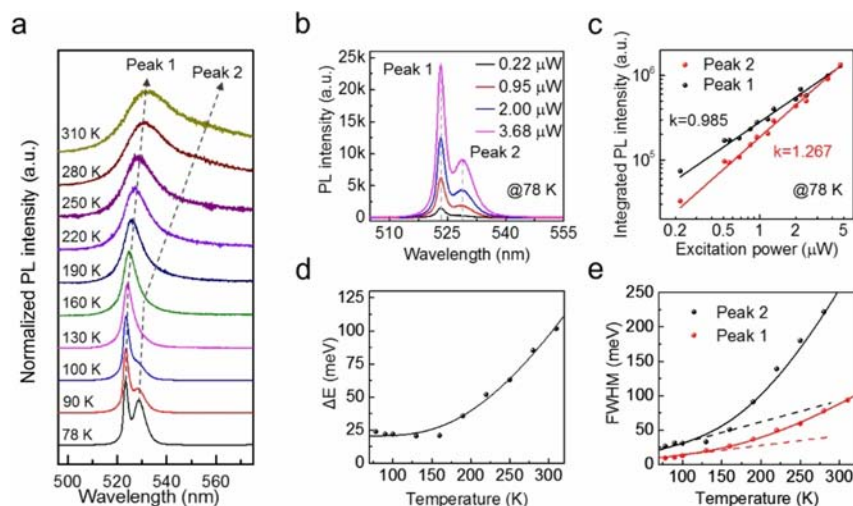 a
Normalized PL intensity (a.u.)
Peak 1
Peak 2
310 K
280 K
250 K
220 K
190 K
160 K
130 K
100 K
90 K
78 K
500 520 540 560
Wavelength (nm)
b
PL intensity (a.u.)
25k
20k
15k
10k
5k
0
Peak 1
0.22 μW
0.95 μW
2.00 μW
3.68 μW
Peak 2
@78 K
510 525 540 555
Wavelength (nm)
c
Integrated PL intensity (a.u.)
10⁶
10⁵
Peak 2
Peak 1
k=0.985
k=1.267
@78 K
0.2 0.5 1 2 5
Excitation power (μW)
d
ΔE (meV)
125
100
75
50
25
0
100 150 200 250 300
Temperature (K)
e
FWHM (meV)
250
200
150
100
50
0
Peak 2
Peak 1
100 150 200 250 300
Temperature (K)